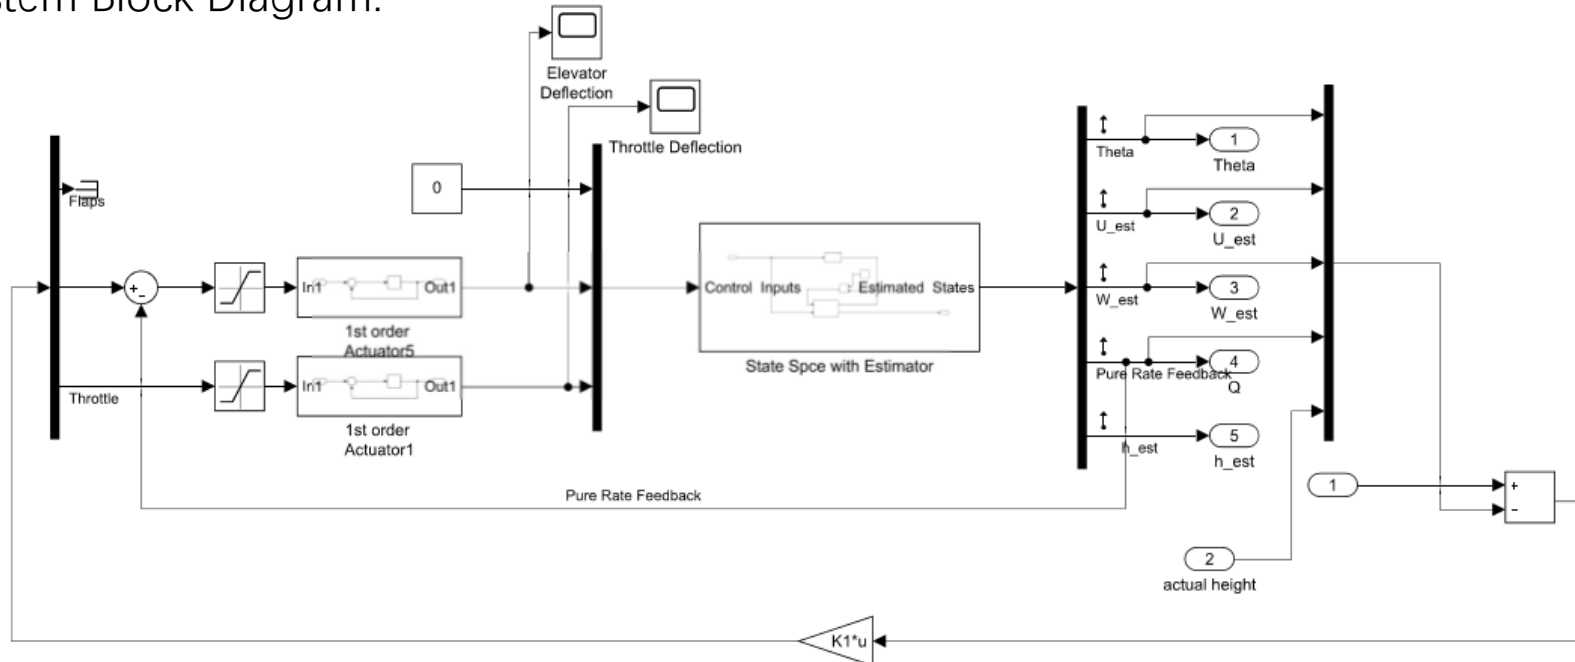 stem Block Diagram:
Elevator
Deflection
Throttle Deflection
Flaps
0
+
-
In1
Out1
1st order
Actuator5
Throttle
In1
Out1
1st order
Actuator1
Control Inputs
Estimated States
State Spce with Estimator
Theta
1
Theta
U_est
2
U_est
W_est
3
W_est
Pure Rate Feedback
4
Q
h_est
5
h_est
Pure Rate Feedback
1
+
-
2
actual height
K1*u